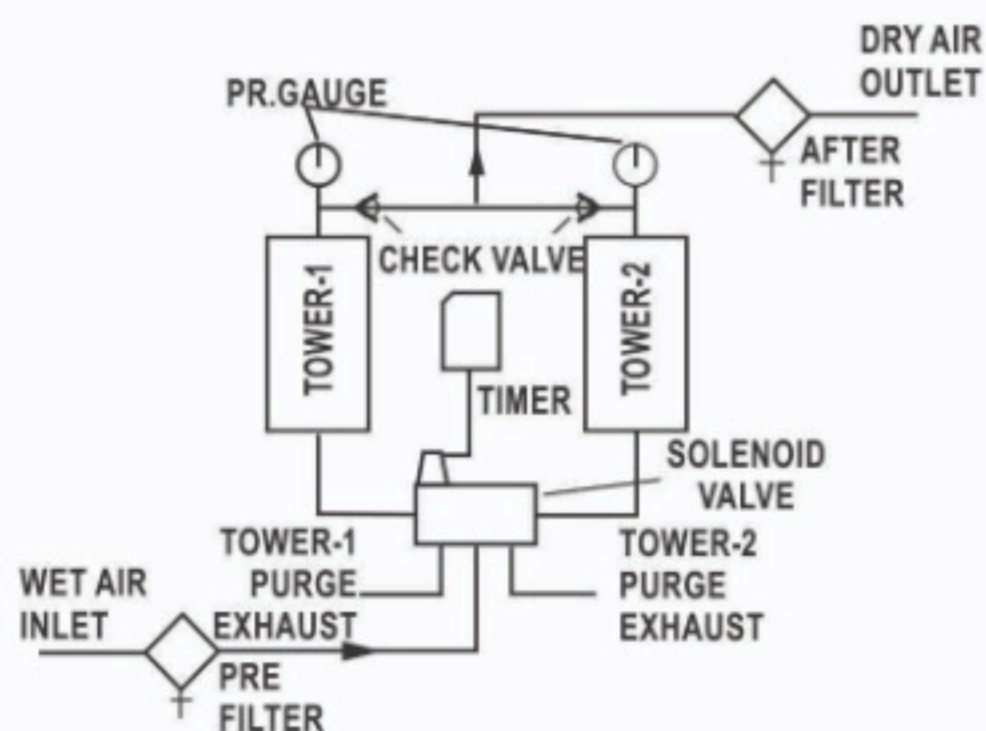 DRY AIR
OUTLET
PR.GAUGE
AFTER
FILTER
CHECK VALVE
TOWER-1
TOWER-2
TIMER
SOLENOID
VALVE
TOWER-1
PURGE
EXHAUST
TOWER-2
PURGE
EXHAUST
WET AIR
INLET
PRE
FILTER